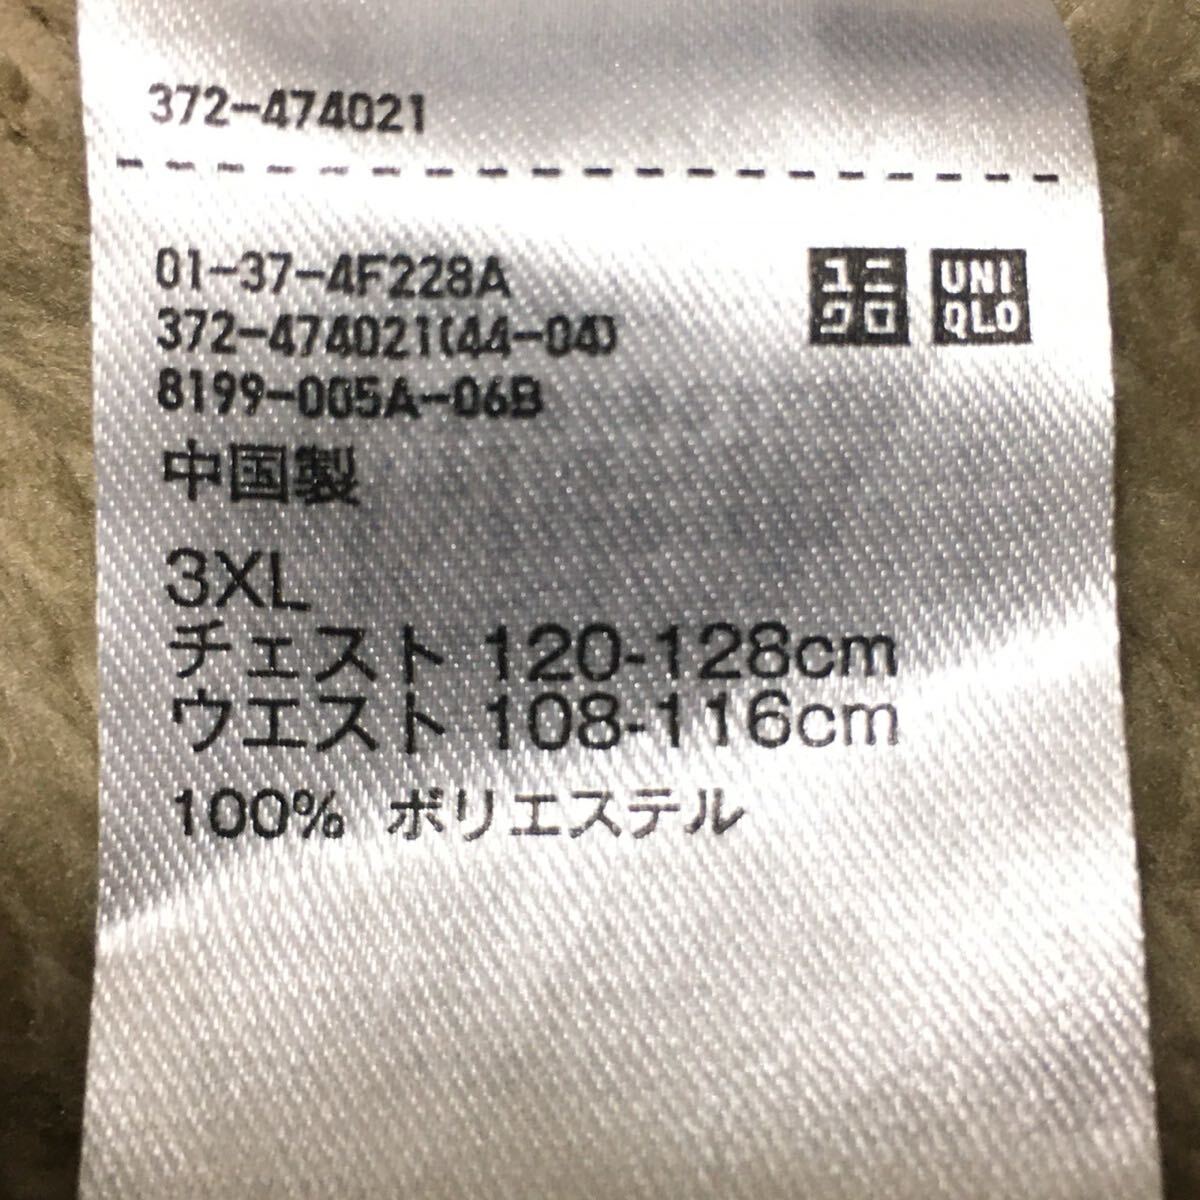 372-474021
01-37-4F228A
372-474021(44-04)
8199-005A-06B
ユニ
クロ
UNI
QLO
中国製
3XL
チェスト 120-128cm
ウエスト 108-116cm
100% ポリエステル